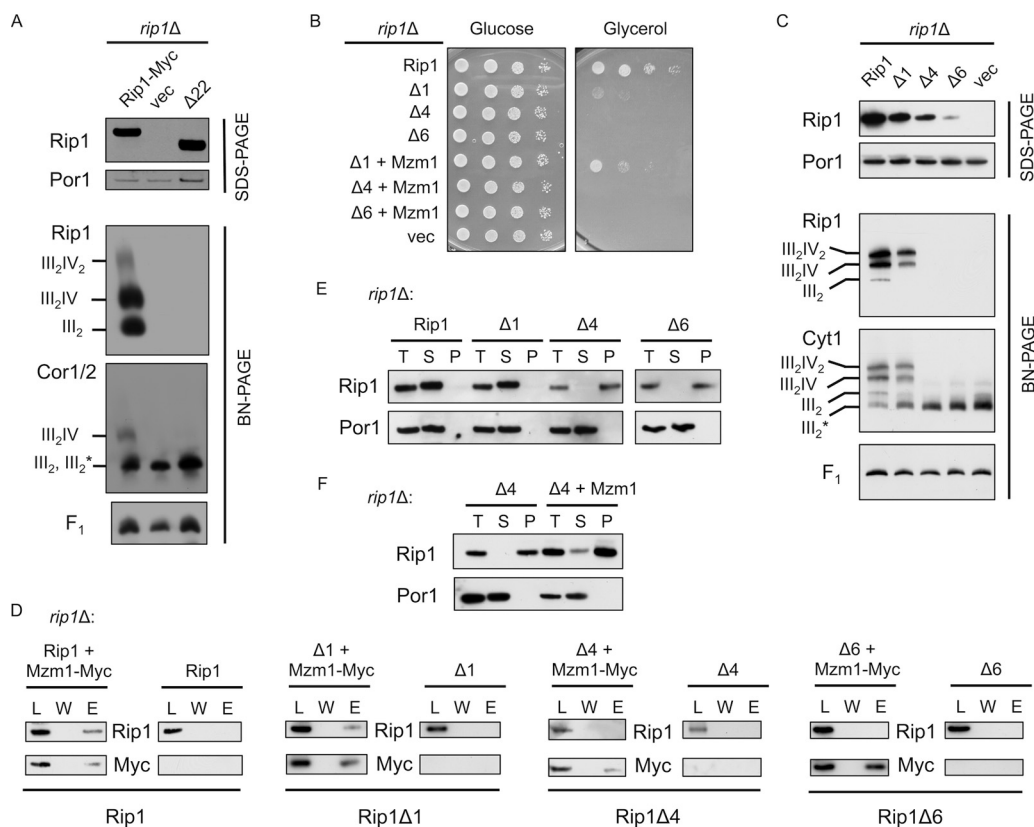 A
rip1Δ
Rip1-Myc vec Δ22
Rip1
Por1
SDS-PAGE
Rip1
III2IV2
III2IV
III2
Cor1/2
III2IV
III2, III2*
F1
BN-PAGE
B
rip1Δ Glucose Glycerol
Rip1
Δ1
Δ4
Δ6
Δ1 + Mzm1
Δ4 + Mzm1
Δ6 + Mzm1
vec
C
rip1Δ
Rip1 Δ1 Δ4 Δ6 vec
Rip1
Por1
SDS-PAGE
Rip1
III2IV2
III2IV
III2
Cyt1
III2IV2
III2IV
III2
III2*
F1
BN-PAGE
E rip1Δ:
Rip1 Δ1 Δ4 Δ6
T S P T S P T S P T S P
Rip1
Por1
F rip1Δ:
Δ4 Δ4 + Mzm1
T S P T S P
Rip1
Por1
D
rip1Δ:
Rip1 +
Mzm1-Myc Rip1
L W E L W E
Rip1
Myc
Rip1
Δ1 +
Mzm1-Myc Δ1
L W E L W E
Rip1
Myc
Rip1Δ1
Δ4 +
Mzm1-Myc Δ4
L W E L W E
Rip1
Myc
Rip1Δ4
Δ6 +
Mzm1-Myc Δ6
L W E L W E
Rip1
Myc
Rip1Δ6